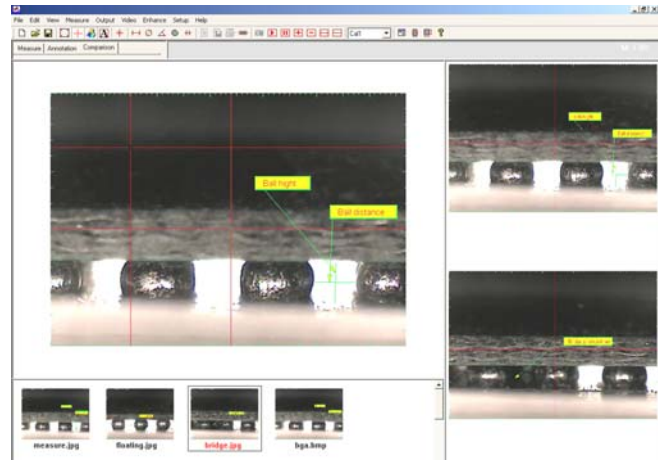 File Edit View Measure Output Video Enhance Setup Help
Cal1
Measure Annotation Comparison
Ball hight
Ball distance
measure.jpg floating.jpg bridge.jpg bga.bmp